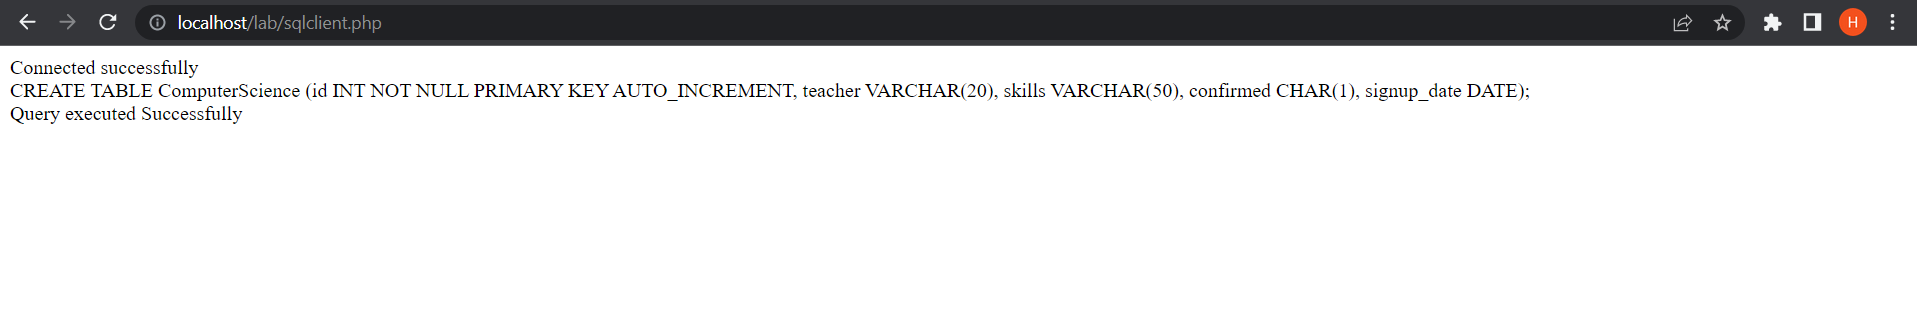 localhost/lab/sqlclient.php
H
Connected successfully
CREATE TABLE ComputerScience (id INT NOT NULL PRIMARY KEY AUTO_INCREMENT, teacher VARCHAR(20), skills VARCHAR(50), confirmed CHAR(1), signup_date DATE);
Query executed Successfully